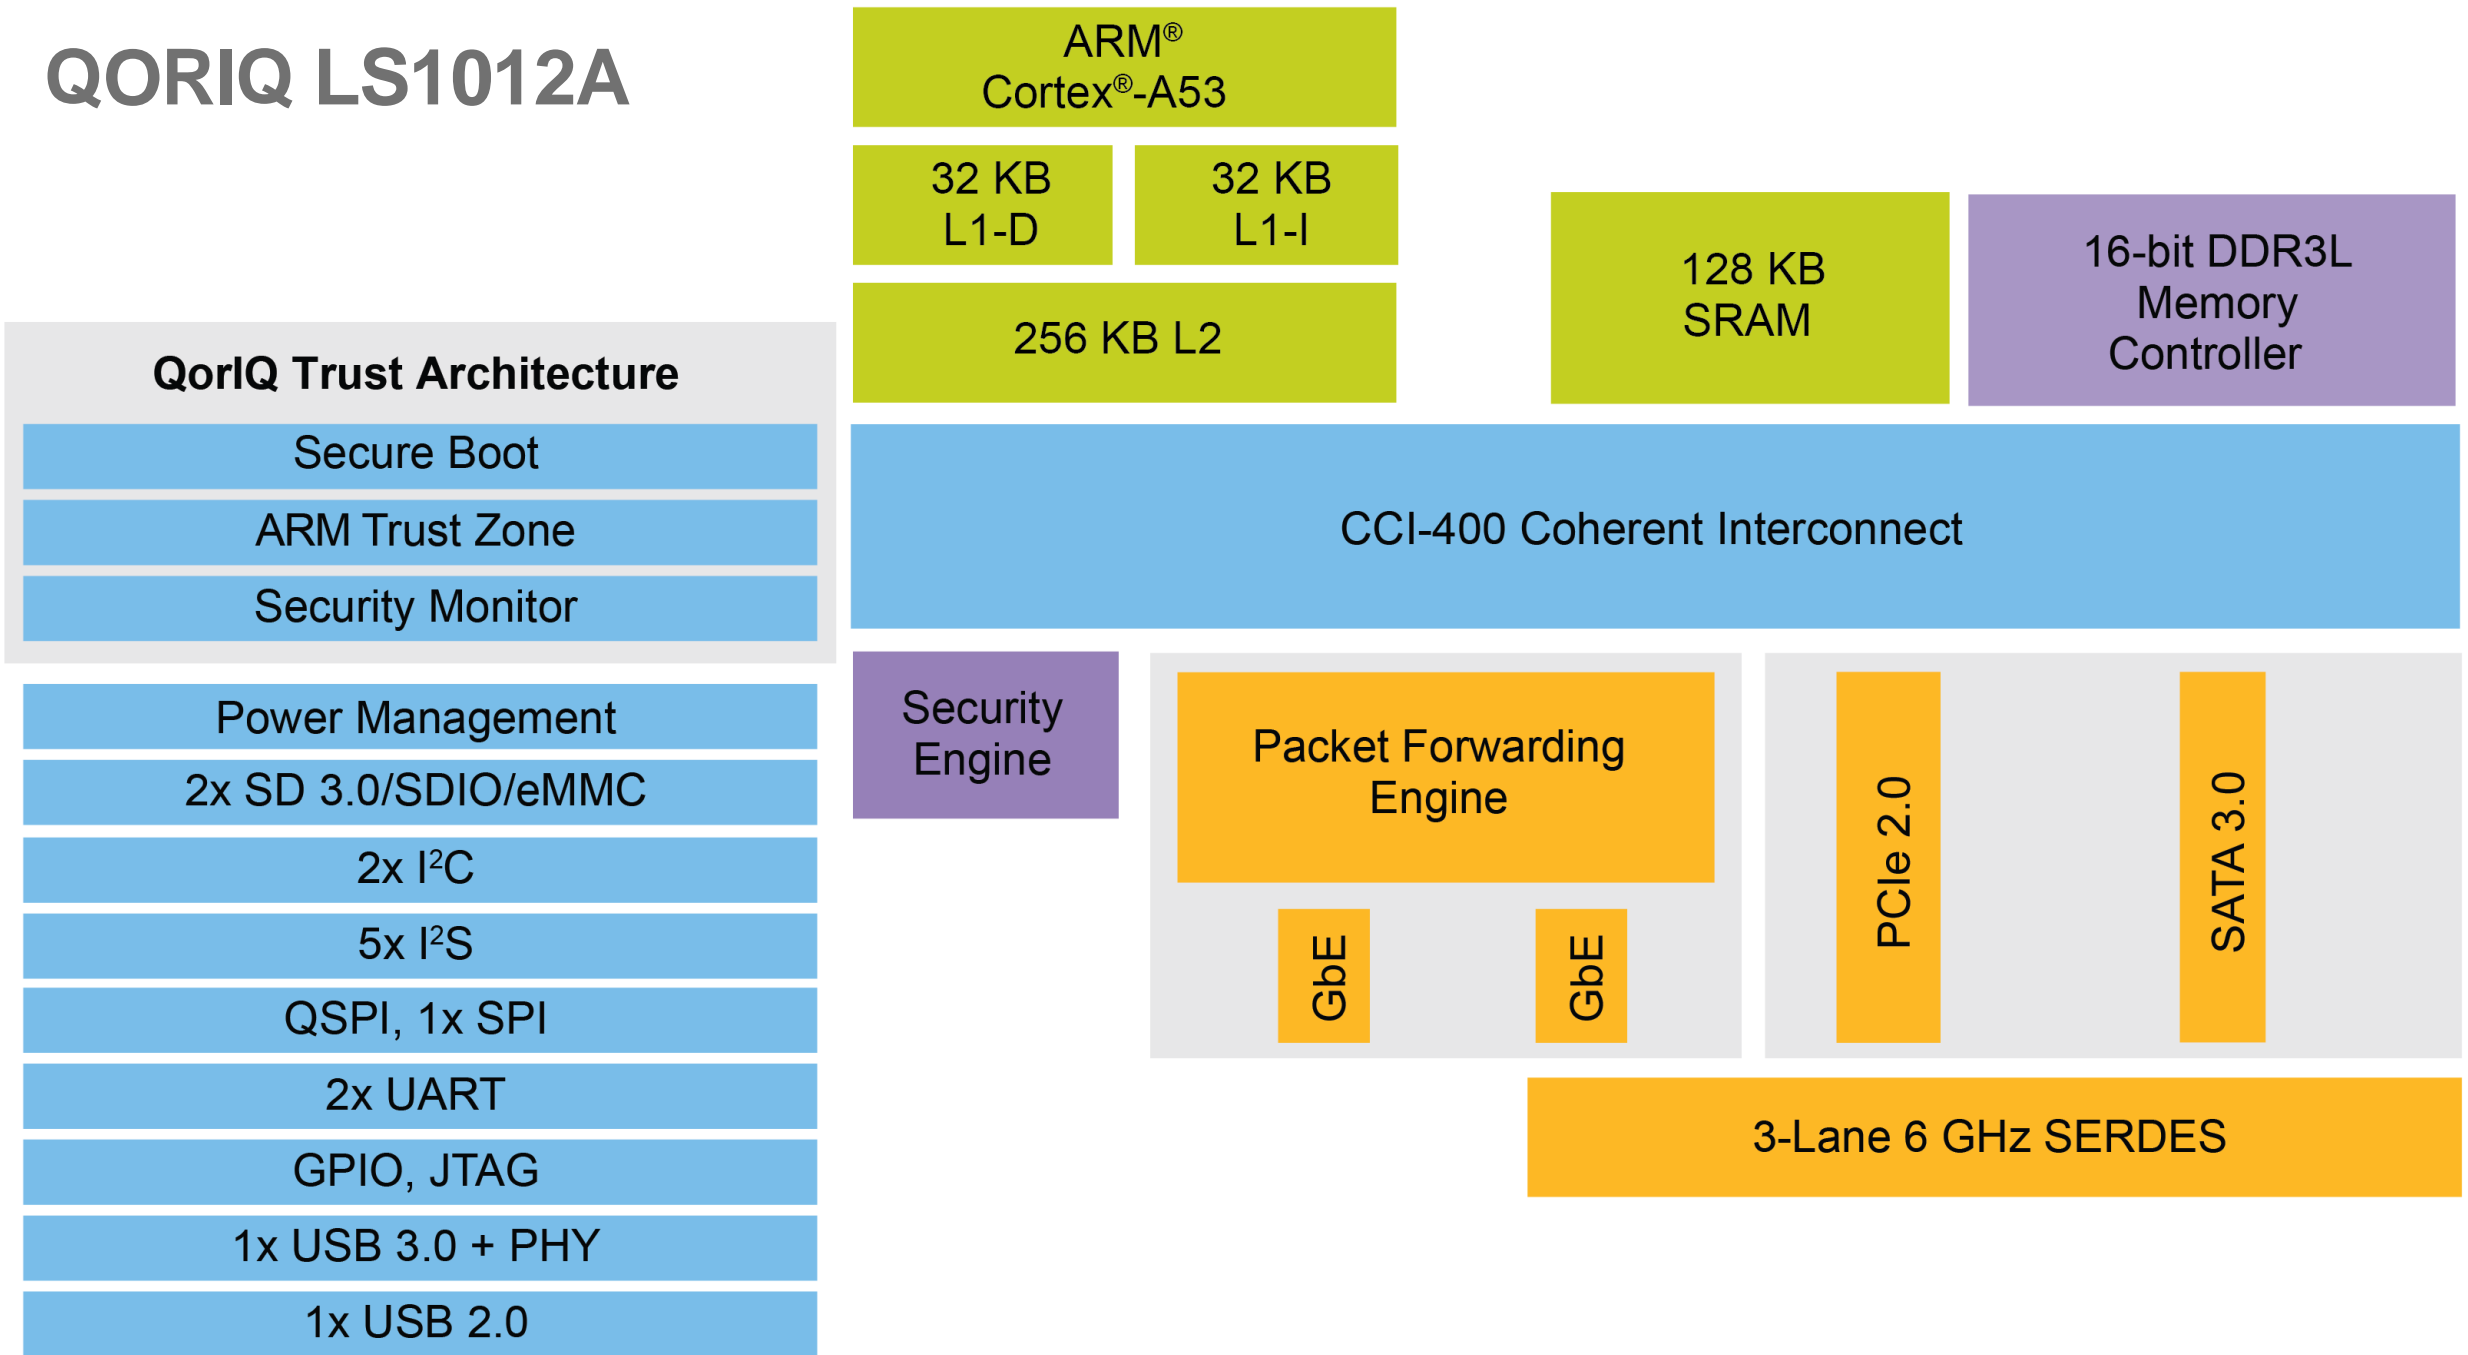 QORIQ LS1012A
ARM®
Cortex®-A53
32 KB
L1-D
32 KB
L1-I
256 KB L2
128 KB
SRAM
16-bit DDR3L
Memory
Controller
QorIQ Trust Architecture
Secure Boot
ARM Trust Zone
Security Monitor
CCI-400 Coherent Interconnect
Power Management
2x SD 3.0/SDIO/eMMC
2x I²C
5x I²S
QSPI, 1x SPI
2x UART
GPIO, JTAG
1x USB 3.0 + PHY
1x USB 2.0
Security
Engine
Packet Forwarding
Engine
GbE
GbE
PCIe 2.0
SATA 3.0
3-Lane 6 GHz SERDES